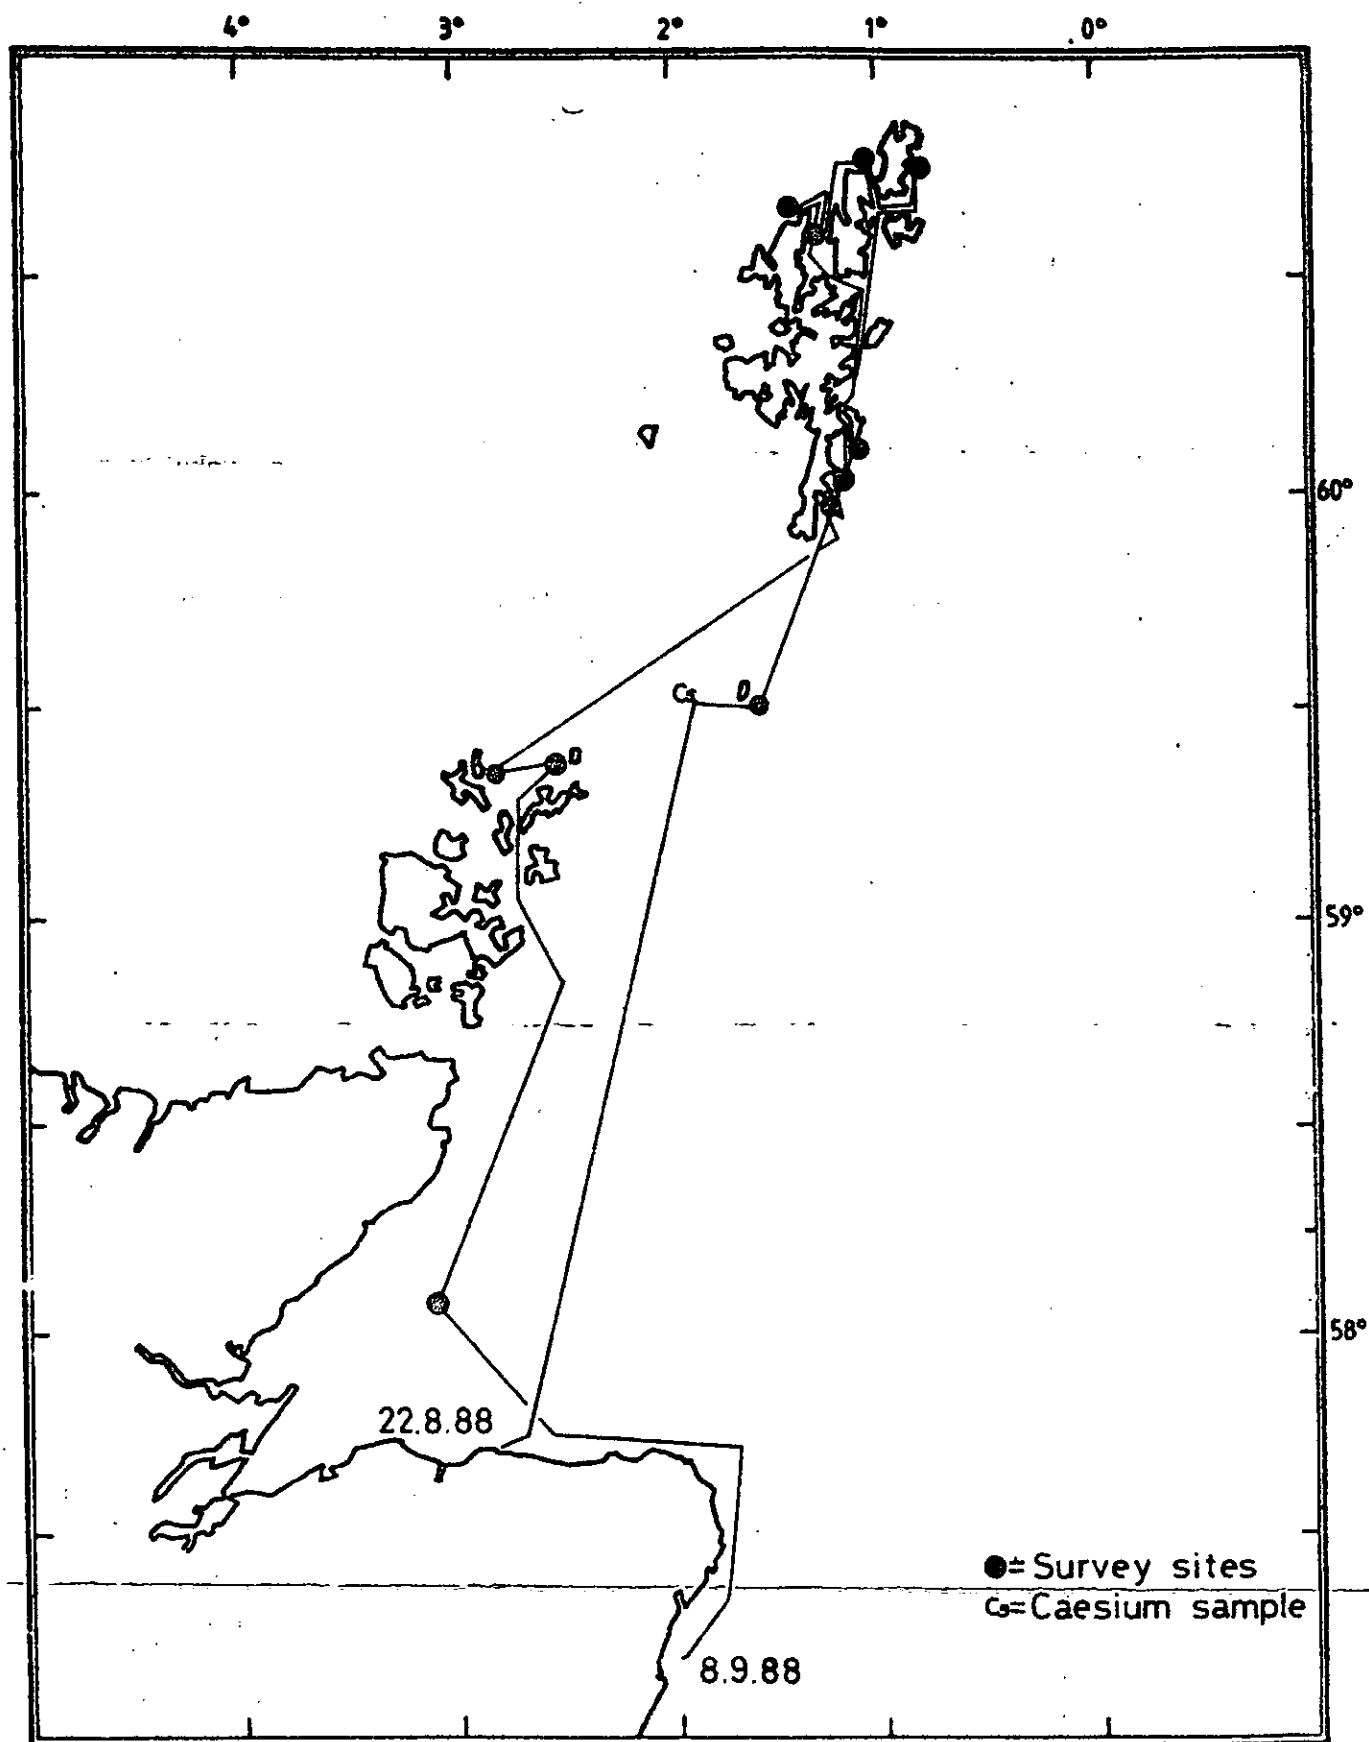 4° 3° 2° 1° 0°
60°
Cs D
G D
59°
58°
22.8.88
●= Survey sites
Cs=Caesium sample
8.9.88